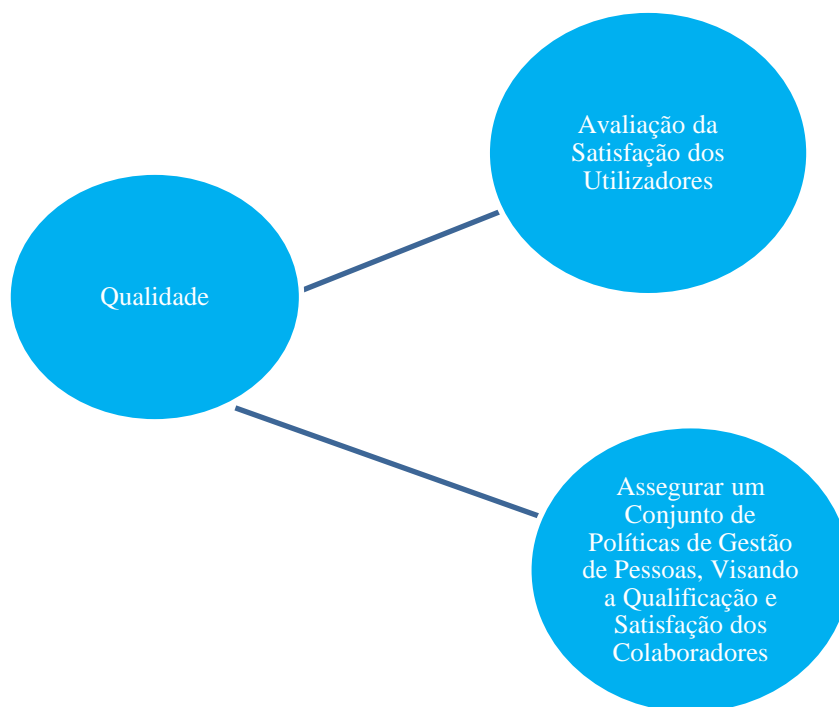 Avaliação da
Satisfação dos
Utilizadores
Qualidade
Assegurar um
Conjunto de
Políticas de Gestão
de Pessoas, Visando
a Qualificação e
Satisfação dos
Colaboradores